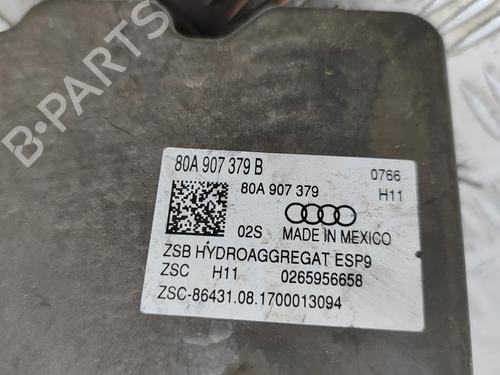 B-PARTS
80A 907 379 B
0766
80A 907 379
H11
02S MADE IN MEXICO
ZSB HYDROAGGREGAT ESP9
ZSC H11 0265956658
ZSC-86431.08.1700013094